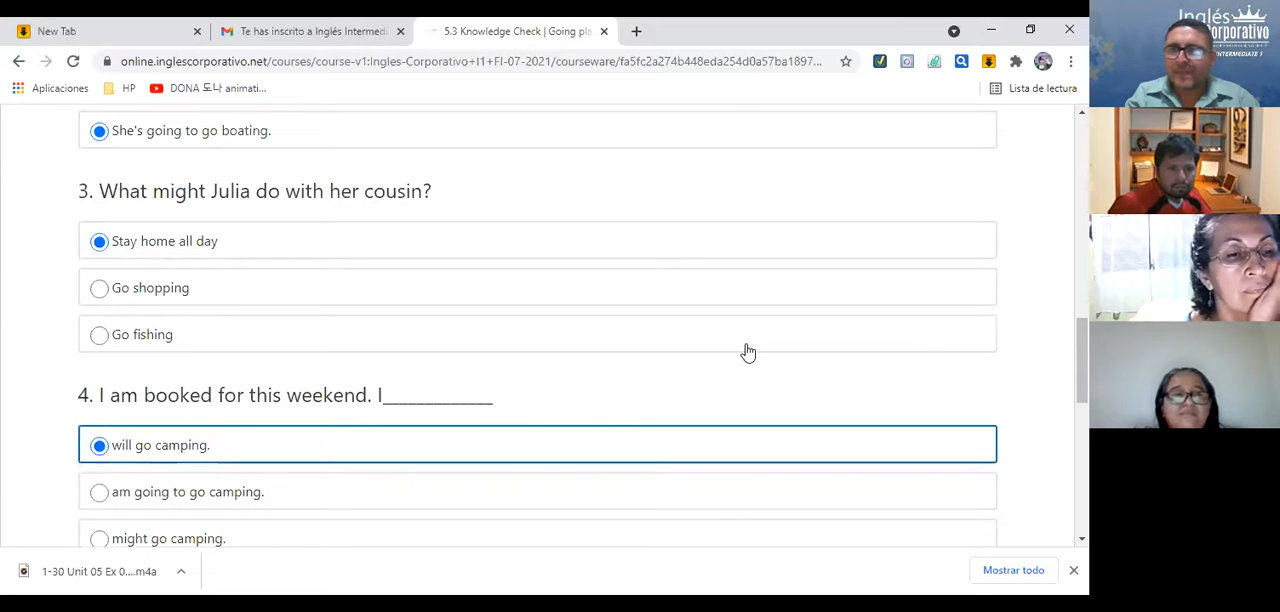 New Tab
Te has inscrito a Inglés Intermedi
5.3 Knowledge Check | Going pla
online.inglescorporativo.net/courses/course-v1:Ingles-Corporativo+I1+FI-07-2021/courseware/fa5fc2a274b448eda254d0a57ba1897...
Aplicaciones
HP
DONA 도나 animati...
Lista de lectura
She's going to go boating.
3. What might Julia do with her cousin?
Stay home all day
Go shopping
Go fishing
4. I am booked for this weekend. I_____________
will go camping.
am going to go camping.
might go camping.
1-30 Unit 05 Ex 0....m4a
Mostrar todo
Inglés
INTERMEDIATE 1